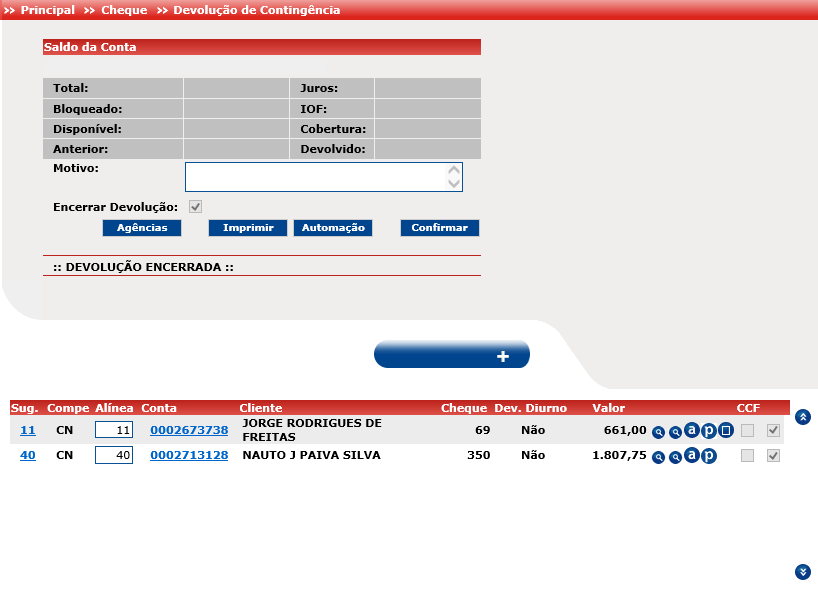 >> Principal >> Cheque >> Devolução de Contingência
Saldo da Conta
Total: Juros:
Bloqueado: IOF:
Disponível: Cobertura:
Anterior: Devolvido:
Motivo:
Encerrar Devolução:
Agências Imprimir Automação Confirmar
:: DEVOLUÇÃO ENCERRADA ::
+
Sug. Compe Alínea Conta Cliente Cheque Dev. Diurno Valor CCF
11 CN 11 0002673738 JORGE RODRIGUES DE FREITAS 69 Não 661,00 a p
40 CN 40 0002713128 NAUTO J PAIVA SILVA 350 Não 1.807,75 a p